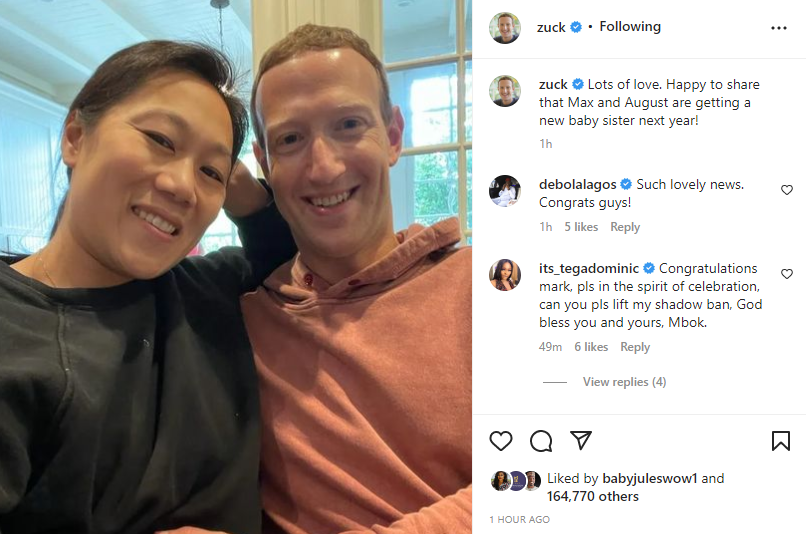 zuck • Following
zuck Lots of love. Happy to share
that Max and August are getting a
new baby sister next year!
1h
debolalagos Such lovely news.
Congrats guys!
1h 5 likes Reply
its_tegadominic Congratulations
mark, pls in the spirit of celebration,
can you pls lift my shadow ban, God
bless you and yours, Mbok.
49m 6 likes Reply
View replies (4)
Liked by babyjuleswow1 and
164,770 others
1 HOUR AGO